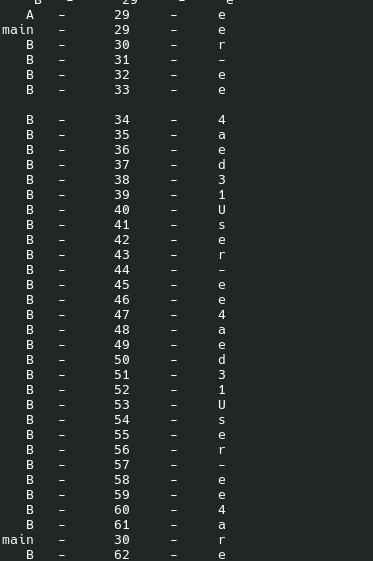 B - 29 - e
A - 29 - e
main - 29 - e
B - 30 - r
B - 31 - -
B - 32 - e
B - 33 - e
B - 34 - 4
B - 35 - a
B - 36 - e
B - 37 - d
B - 38 - 3
B - 39 - 1
B - 40 - U
B - 41 - s
B - 42 - e
B - 43 - r
B - 44 - -
B - 45 - e
B - 46 - e
B - 47 - 4
B - 48 - a
B - 49 - e
B - 50 - d
B - 51 - 3
B - 52 - 1
B - 53 - U
B - 54 - s
B - 55 - e
B - 56 - r
B - 57 - -
B - 58 - e
B - 59 - e
B - 60 - 4
B - 61 - a
main - 30 - r
B - 62 - e